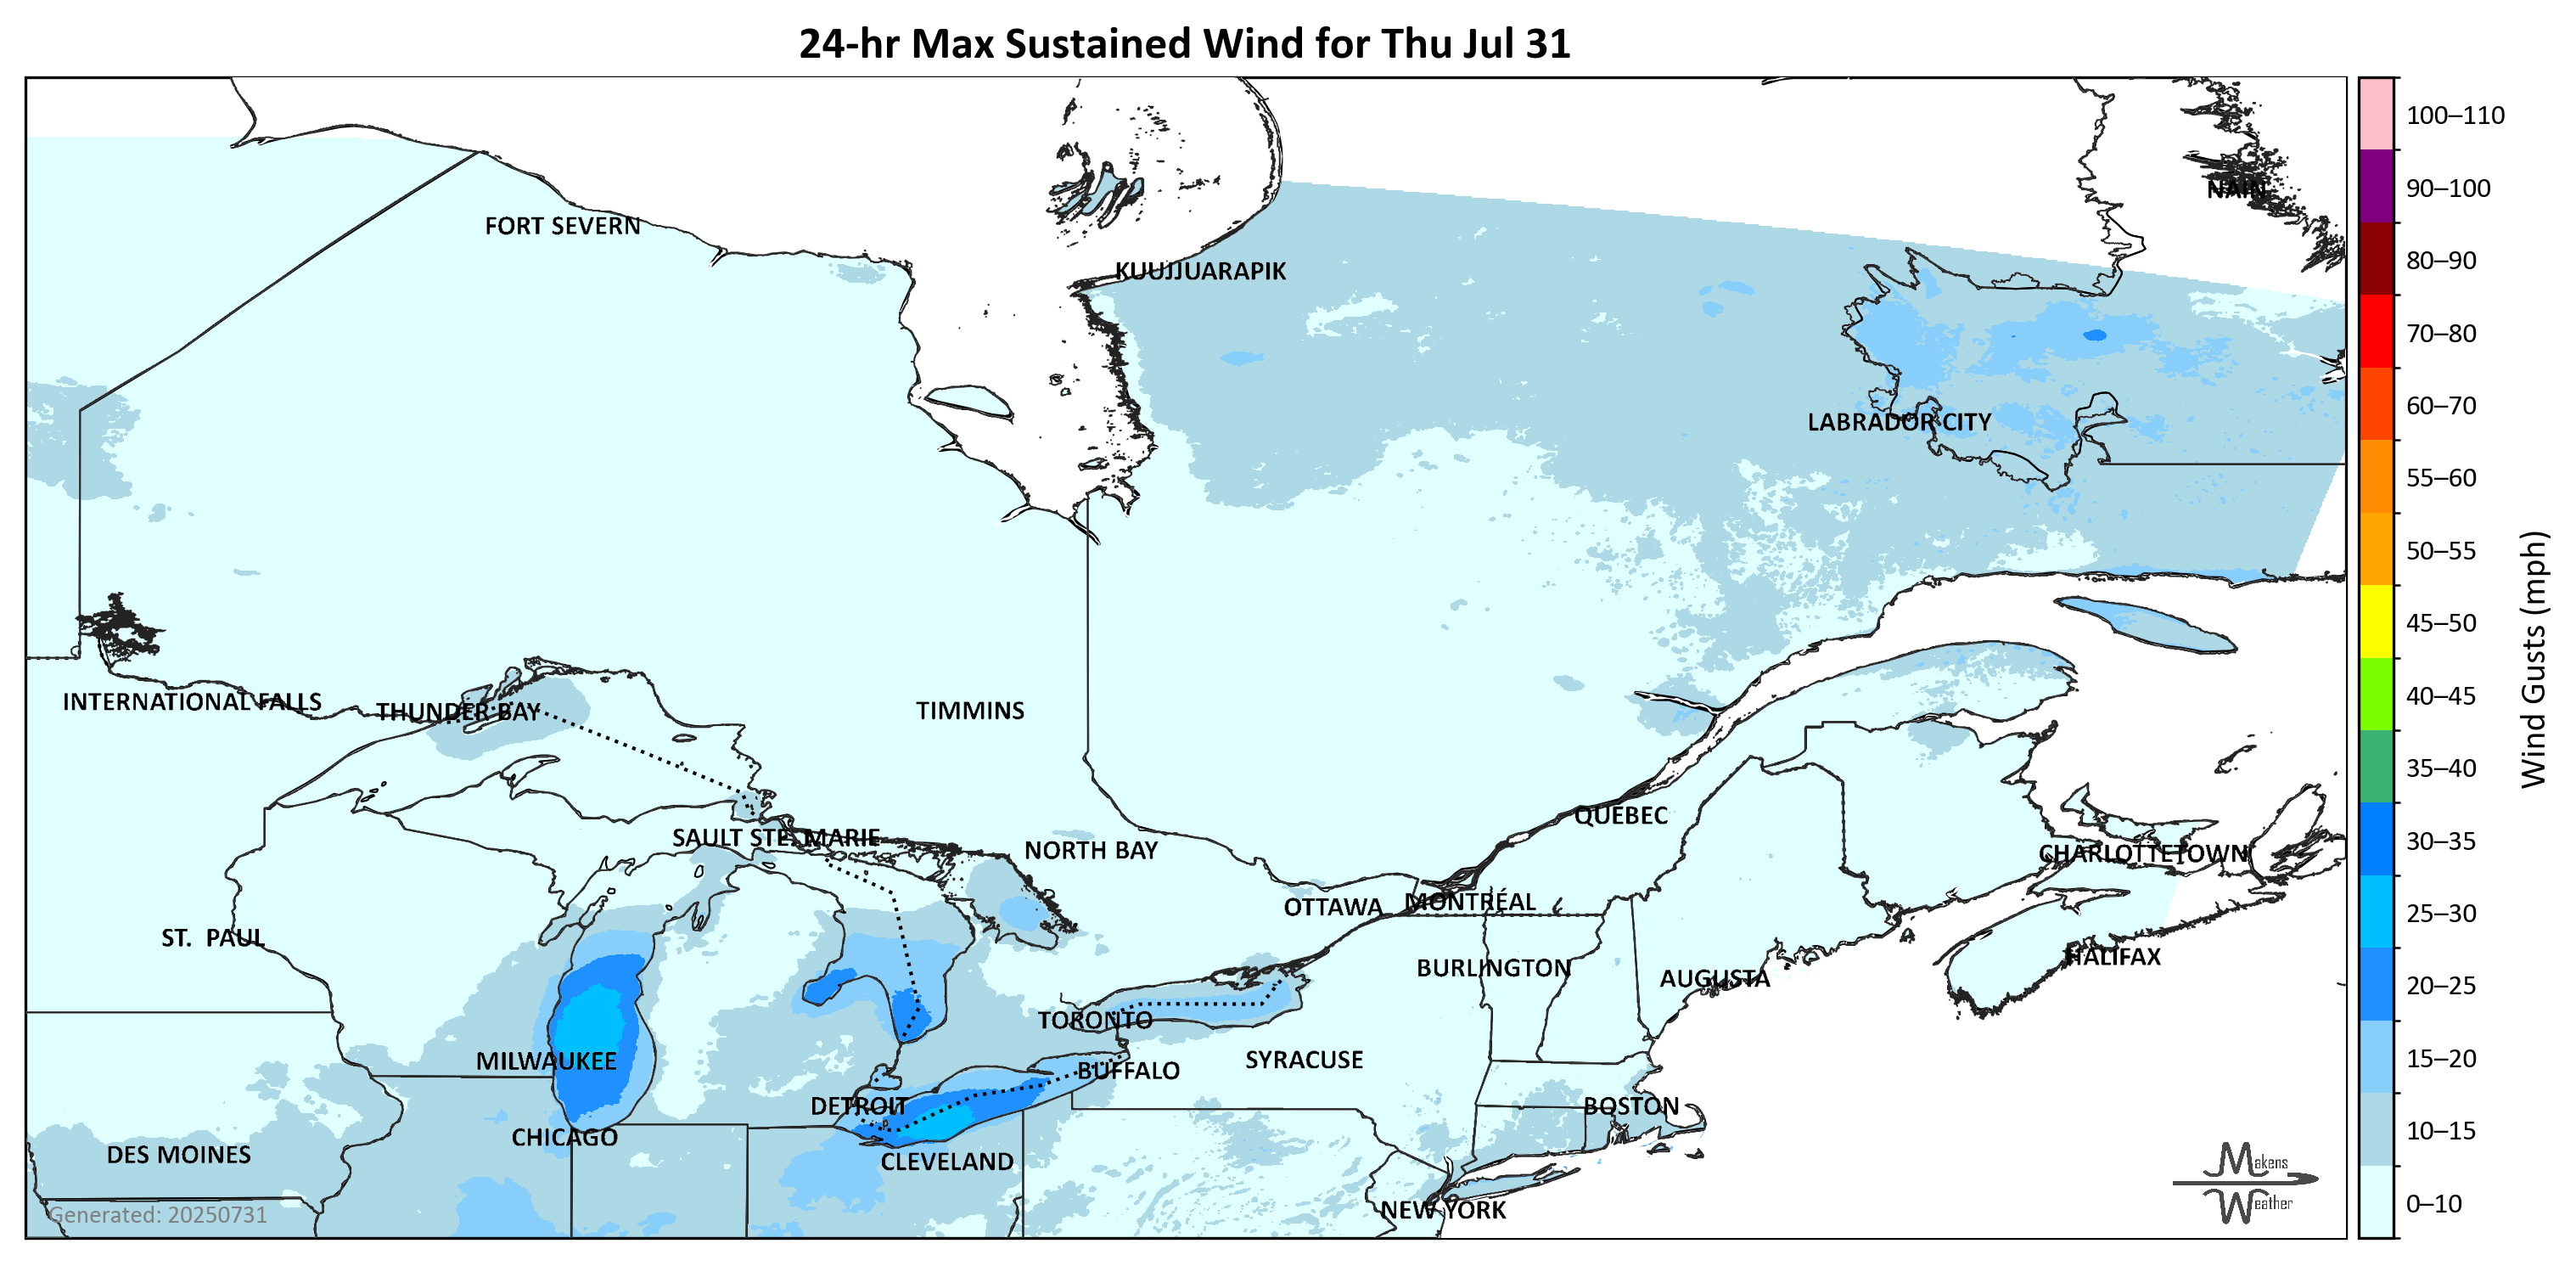 24-hr Max Sustained Wind for Thu Jul 31
100–110
90–100
NAIN
FORT SEVERN
80–90
KUUJJUARAPIK
70–80
60–70
LABRADOR CITY
55–60
50–55
45–50
Wind Gusts (mph)
INTERNATIONAL FALLS
THUNDER BAY
TIMMINS
40–45
35–40
QUÉBEC
SAULT STE. MARIE
NORTH BAY
CHARLOTTETOWN
30–35
OTTAWA
MONTRÉAL
25–30
ST. PAUL
HALIFAX
BURLINGTON
AUGUSTA
20–25
TORONTO
MILWAUKEE
SYRACUSE
BUFFALO
15–20
DETROIT
BOSTON
CHICAGO
10–15
DES MOINES
CLEVELAND
Makens
Weather
NEW YORK
0–10
Generated: 20250731